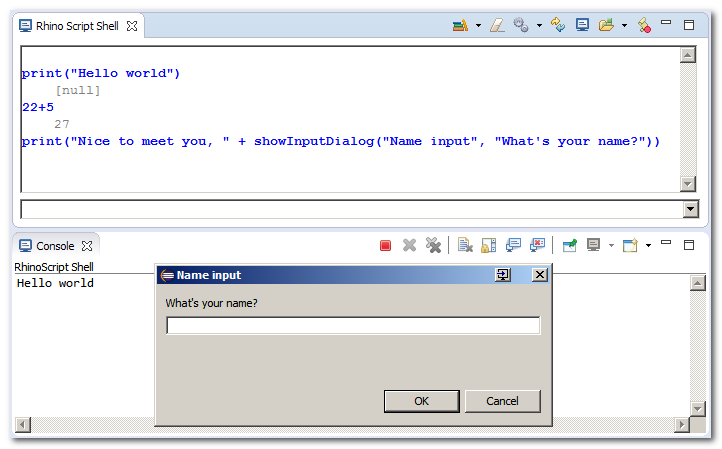 Rhino Script Shell
print("Hello world")
[null]
22+5
27
print("Nice to meet you, " + showInputDialog("Name input", "What's your name?"))
Console
RhinoScript Shell
Hello world
Name input
What's your name?
OK Cancel